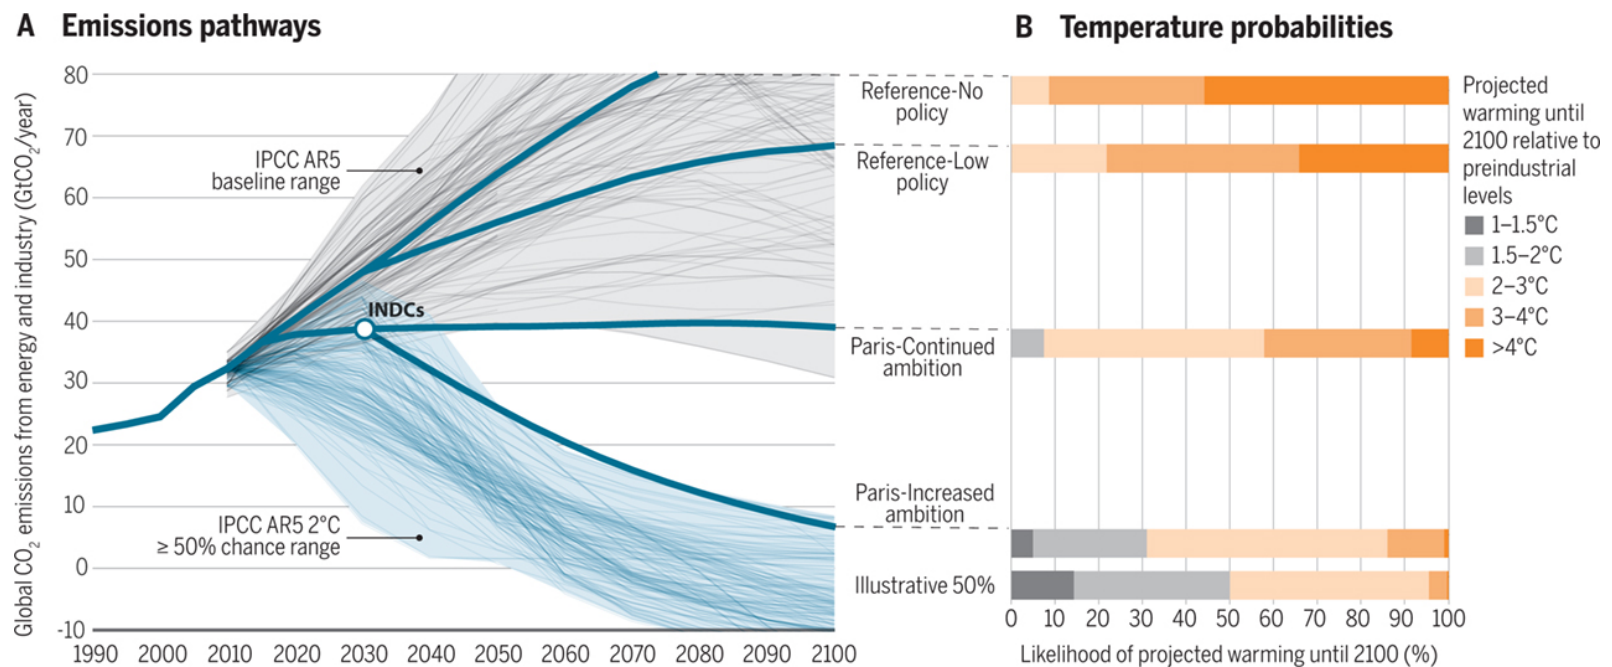 A Emissions pathways
Global CO₂ emissions from energy and industry (GtCO₂/year)
80
70
60
50
40
30
20
10
0
-10
1990 2000 2010 2020 2030 2040 2050 2060 2070 2080 2090 2100
IPCC AR5
baseline range
INDCs
IPCC AR5 2°C
≥ 50% chance range
Reference-No
policy
Reference-Low
policy
Paris-Continued
ambition
Paris-Increased
ambition
Illustrative 50%
B Temperature probabilities
0 10 20 30 40 50 60 70 80 90 100
Likelihood of projected warming until 2100 (%)
Projected
warming until
2100 relative to
preindustrial
levels
1–1.5°C
1.5–2°C
2–3°C
3–4°C
>4°C